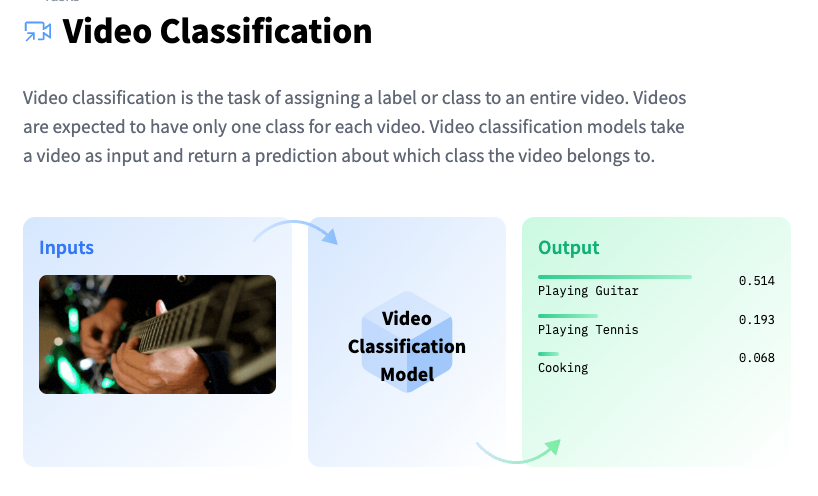 Video Classification
Video classification is the task of assigning a label or class to an entire video. Videos
are expected to have only one class for each video. Video classification models take
a video as input and return a prediction about which class the video belongs to.
Inputs
Video
Classification
Model
Output
Playing Guitar 0.514
Playing Tennis 0.193
Cooking 0.068